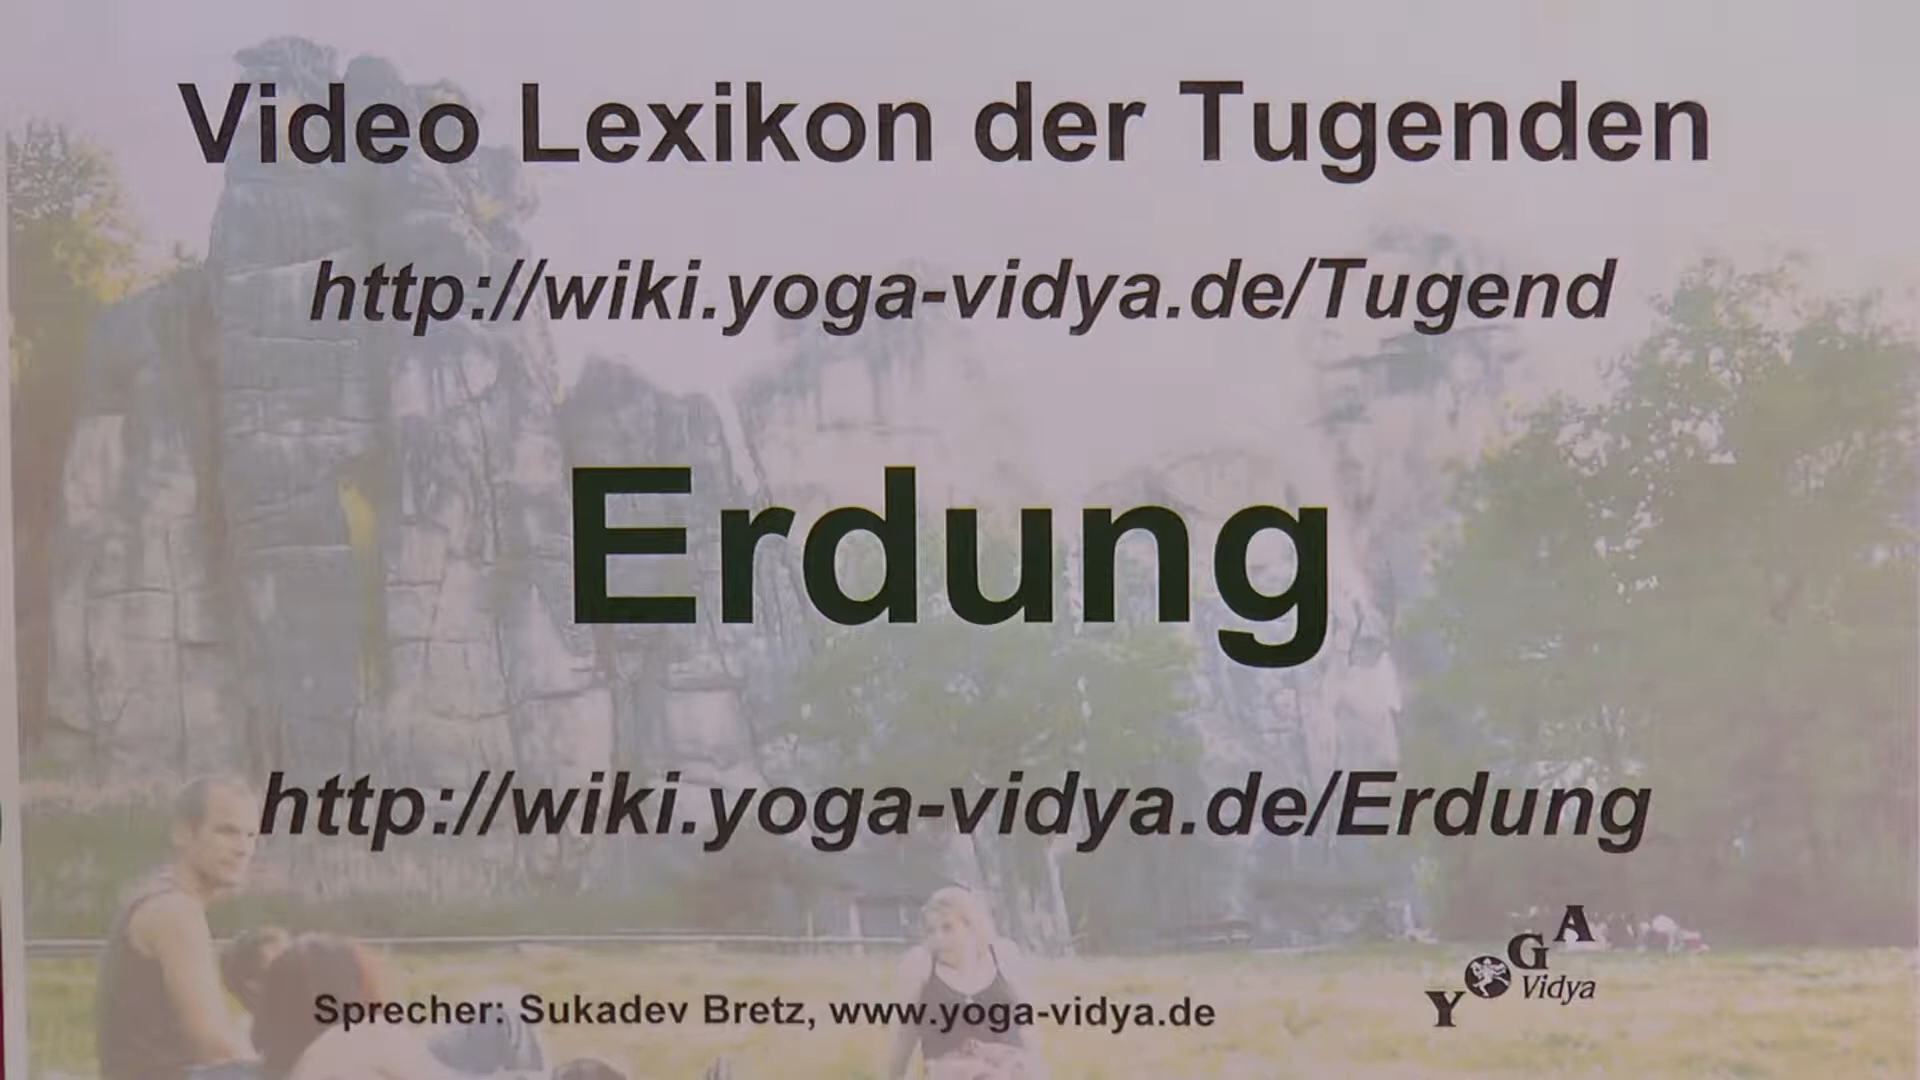 Video Lexikon der Tugenden
http://wiki.yoga-vidya.de/Tugend
Erdung
http://wiki.yoga-vidya.de/Erdung
Sprecher: Sukadev Bretz, www.yoga-vidya.de
YOGA
Vidya